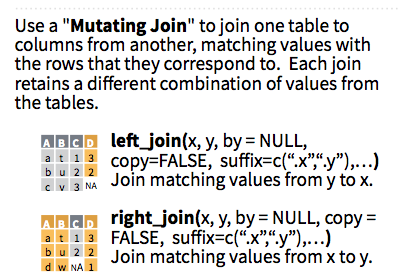 Use a "Mutating Join" to join one table to
columns from another, matching values with
the rows that they correspond to. Each join
retains a different combination of values from
the tables.
A B C D
a t 1 3
b u 2 2
c v 3 NA
left_join(x, y, by = NULL,
copy=FALSE, suffix=c(“.x”,“.y”),…)
Join matching values from y to x.
A B C D
a t 1 3
b u 2 2
d w NA 1
right_join(x, y, by = NULL, copy =
FALSE, suffix=c(“.x”,“.y”),…)
Join matching values from x to y.